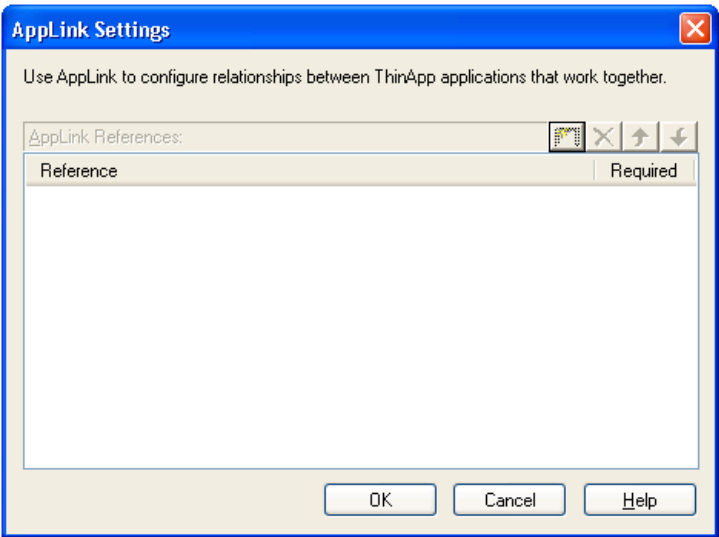 AppLink Settings
Use AppLink to configure relationships between ThinApp applications that work together.
AppLink References:
Reference Required
OK Cancel Help